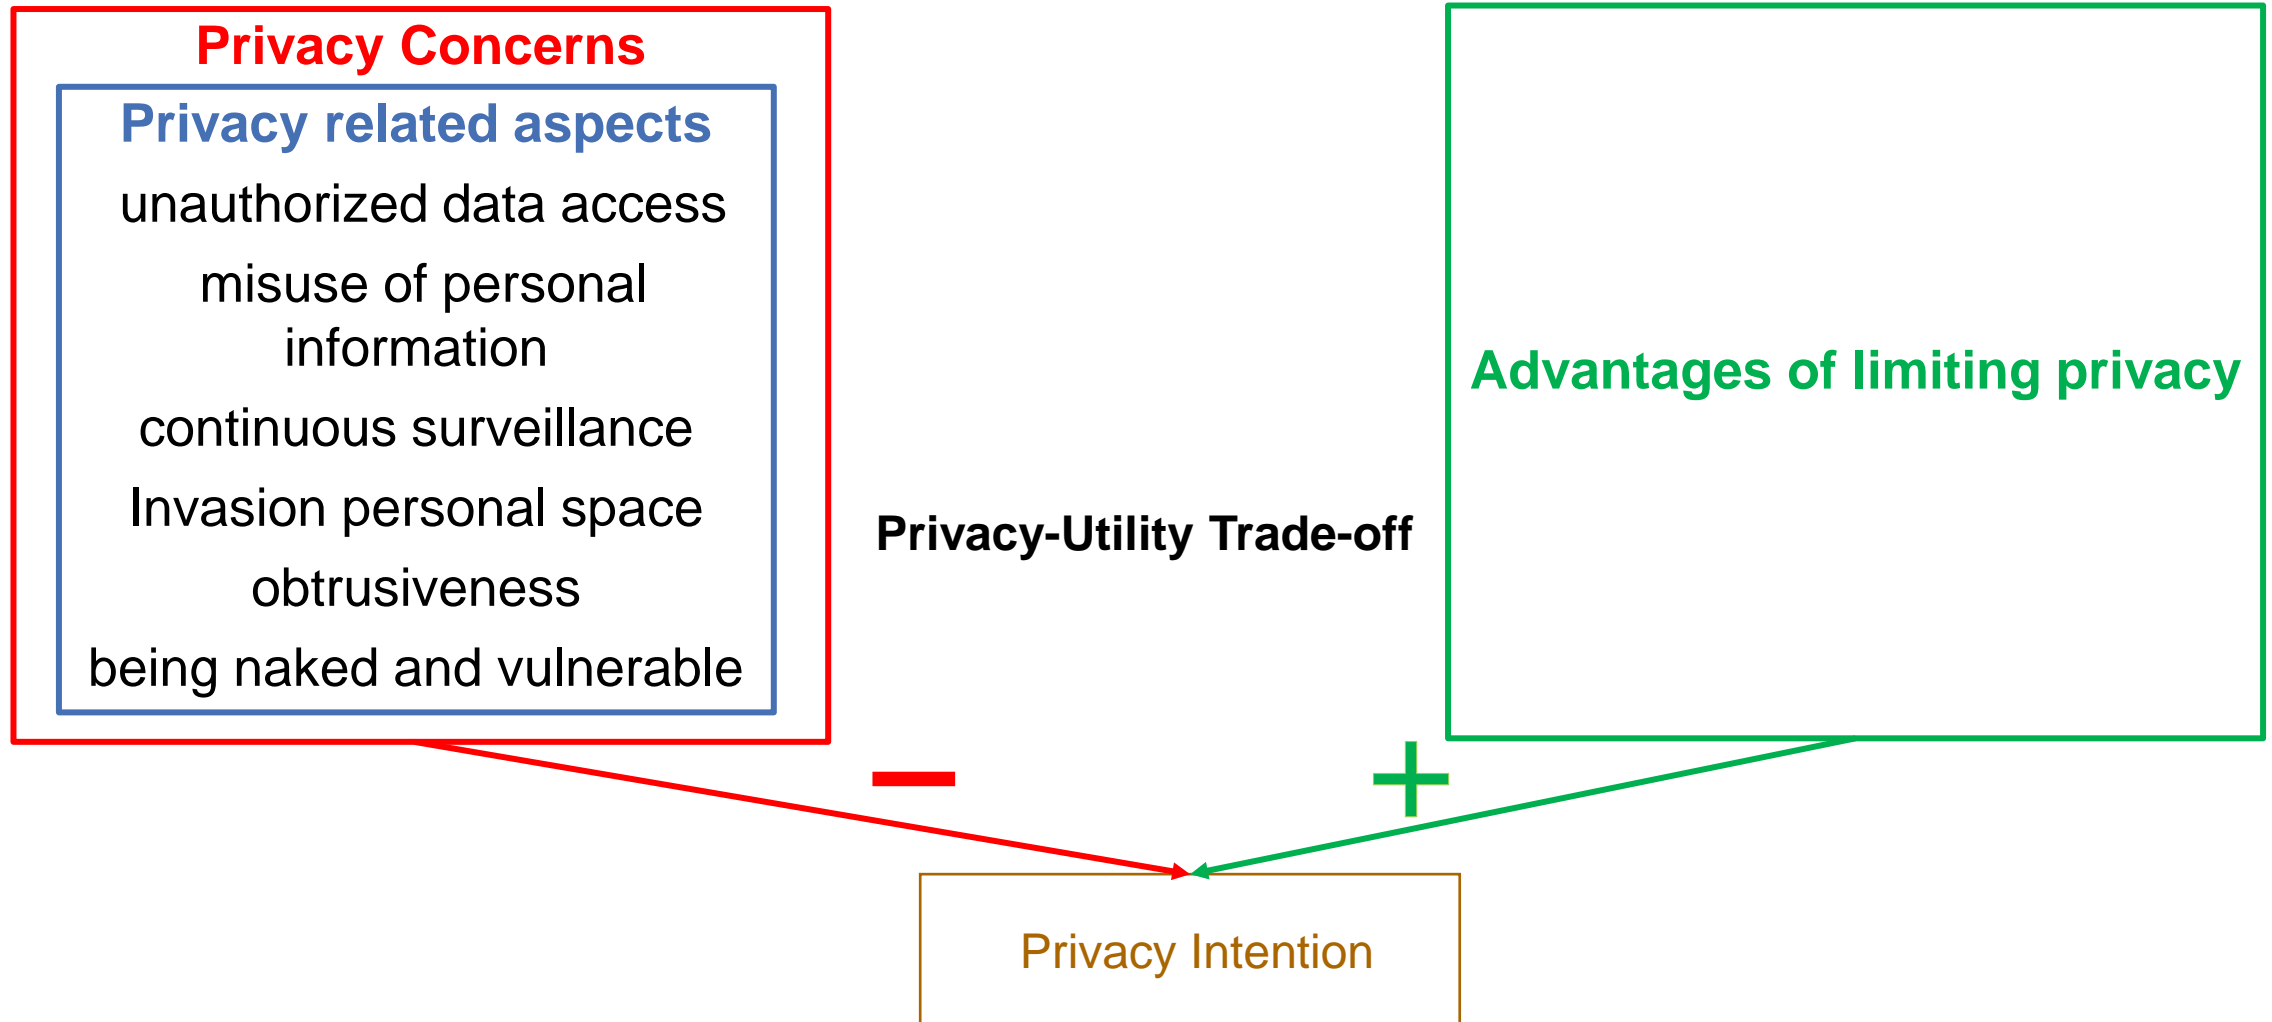 Privacy Concerns
Privacy related aspects
unauthorized data access
misuse of personal
information
continuous surveillance
Invasion personal space
obtrusiveness
being naked and vulnerable
Privacy-Utility Trade-off
Advantages of limiting privacy
Privacy Intention